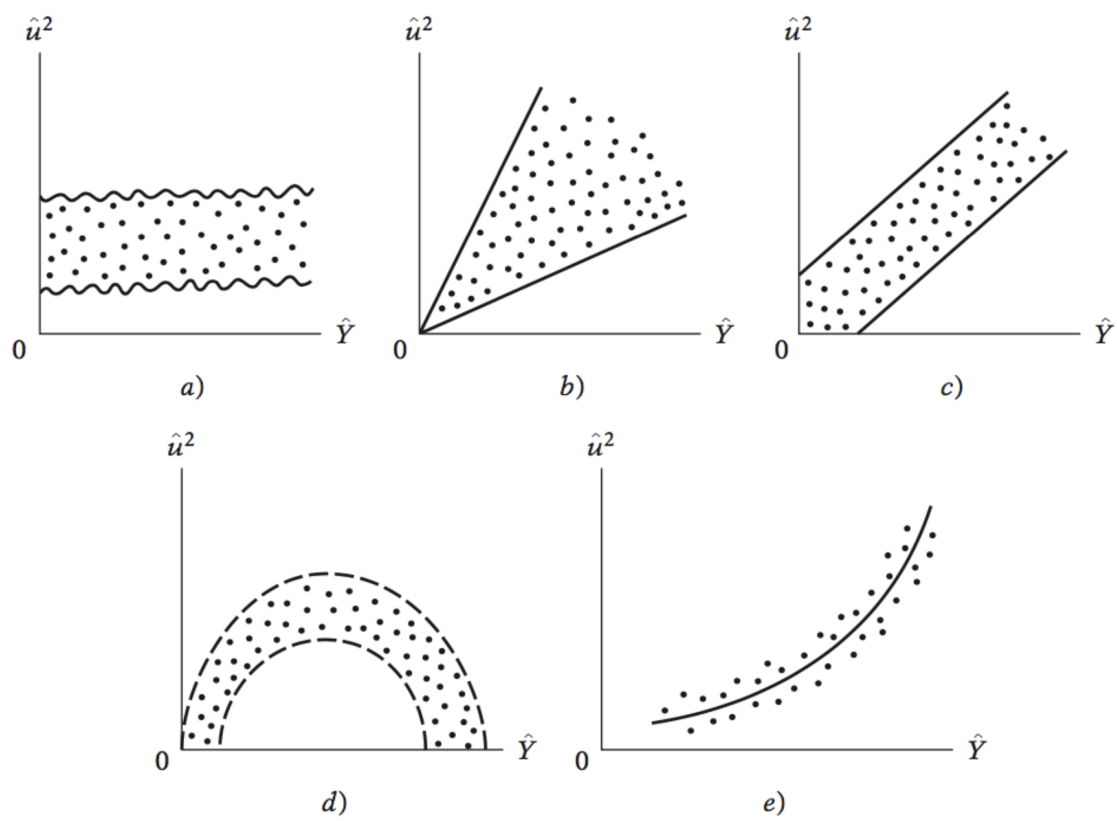 û² û² û²
0 Ŷ 0 Ŷ 0 Ŷ
a) b) c)
û² û²
0 Ŷ 0 Ŷ
d) e)